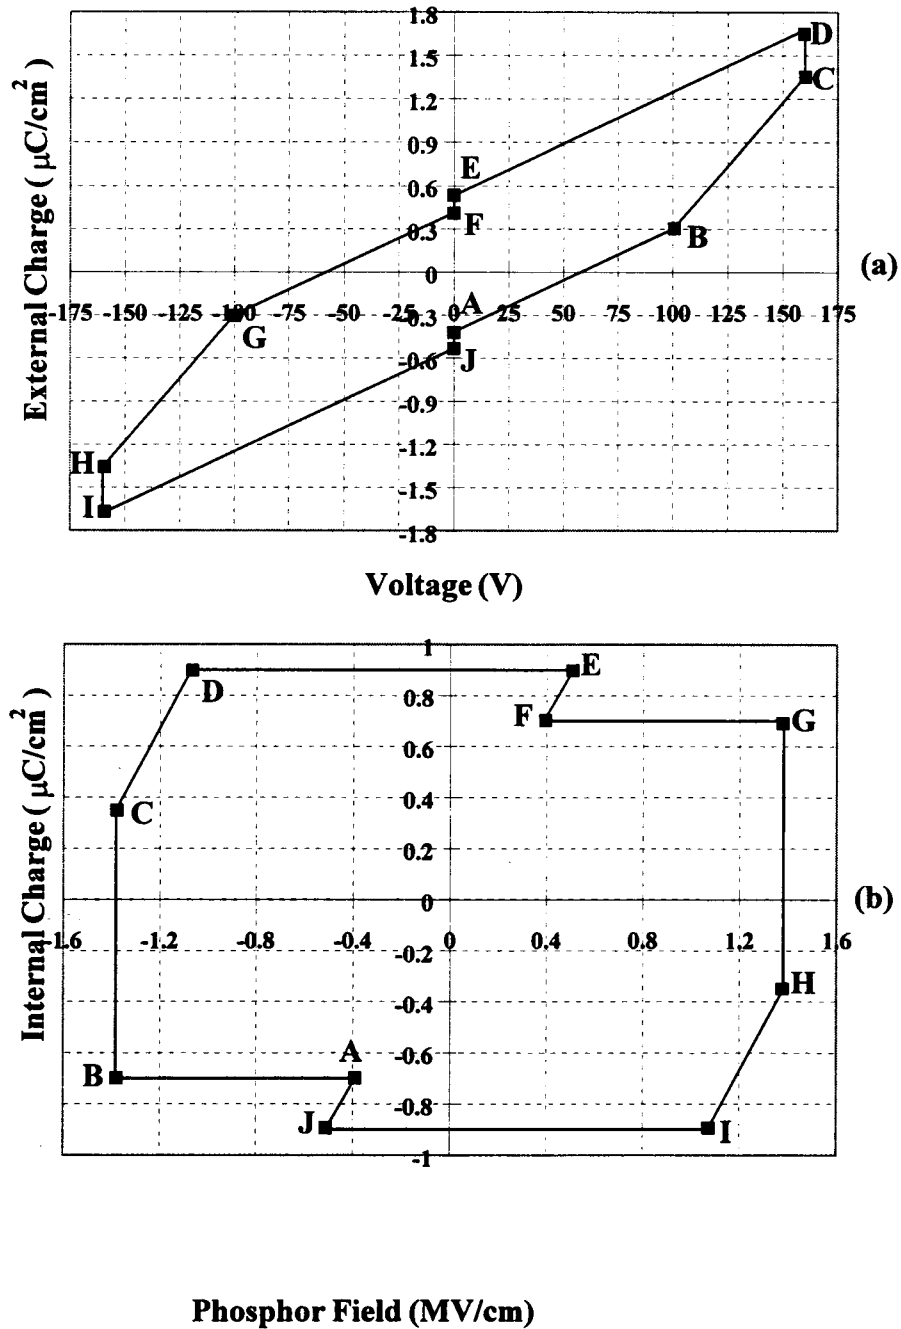 External Charge ( μC/cm2 )
1.8
D
1.5
C
1.2
0.9
E
0.6
F
0.3
B
0
(a)
-175 -150 -125 -100 -75 -50 -25 0 25 50 75 100 125 150 175
A
-0.3
G
J
-0.6
-0.9
H
-1.2
I
-1.5
-1.8
Voltage (V)
Internal Charge ( μC/cm2 )
1
E
D
0.8
F
G
0.6
C
0.4
0.2
0
(b)
-1.6 -1.2 -0.8 -0.4 0 0.4 0.8 1.2 1.6
-0.2
H
-0.4
-0.6
A
B
-0.8
J
I
-1
Phosphor Field (MV/cm)